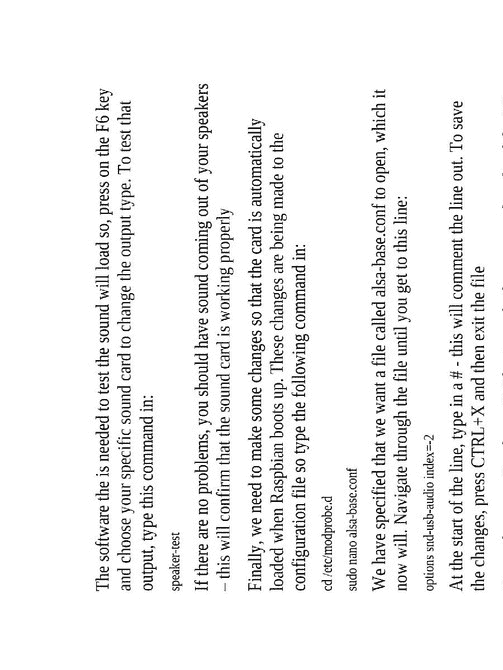 The software the is needed to test the sound will load so, press on the F6 key
and choose your specific sound card to change the output type. To test that
output, type this command in:
speaker-test
If there are no problems, you should have sound coming out of your speakers
– this will confirm that the sound card is working properly
Finally, we need to make some changes so that the card is automatically
loaded when Raspbian boots up. These changes are being made to the
configuration file so type the following command in:
cd /etc/modprobe.d
sudo nano alsa-base.conf
We have specified that we want a file called alsa-base.conf to open, which it
now will. Navigate through the file until you get to this line:
options snd-usb-audio index=-2
At the start of the line, type in a # - this will comment the line out. To save
the changes, press CTRL+X and then exit the file